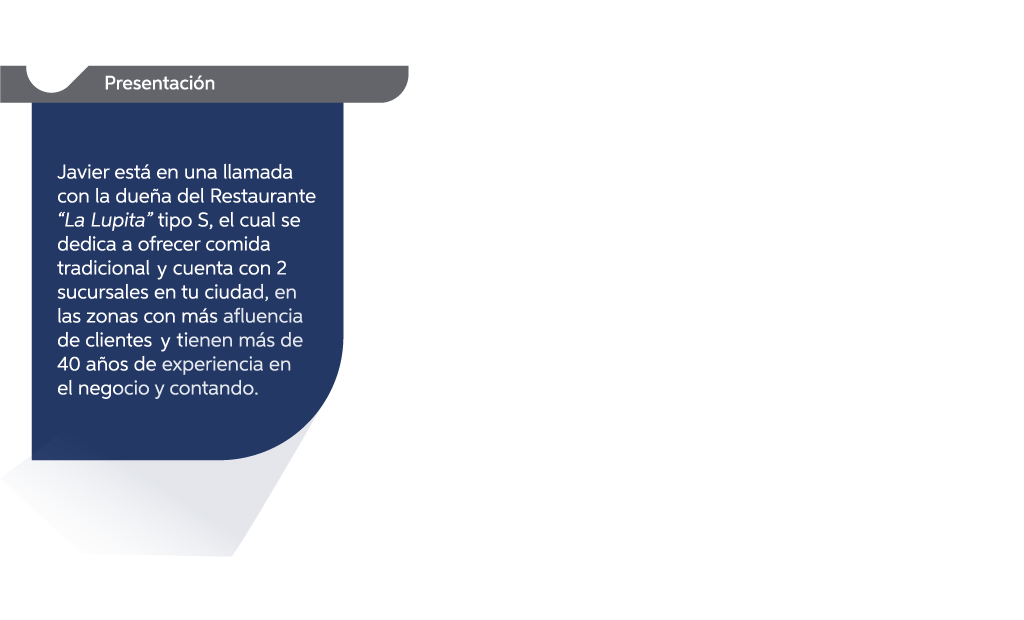 Presentación
Javier está en una llamada
con la dueña del Restaurante
“La Lupita” tipo S, el cual se
dedica a ofrecer comida
tradicional y cuenta con 2
sucursales en tu ciudad, en
las zonas con más afluencia
de clientes y tienen más de
40 años de experiencia en
el negocio y contando.